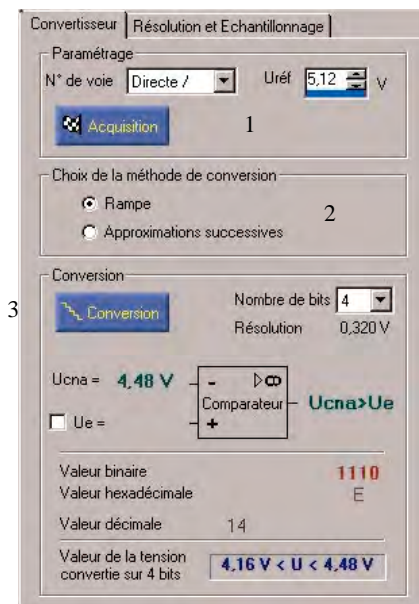 Convertisseur Résolution et Echantillonnage
Paramétrage
N° de voie Directe / Uréf 5,12 V
Acquisition 1
Choix de la méthode de conversion
Rampe
Approximations successives
2
Conversion
3 Conversion Nombre de bits 4
Résolution 0,320 V
Ucna = 4,48 V - ▷∞
Comparateur Ucna>Ue
Ue = +
Valeur binaire 1110
Valeur hexadécimale E
Valeur décimale 14
Valeur de la tension
convertie sur 4 bits 4,16 V < U < 4,48 V